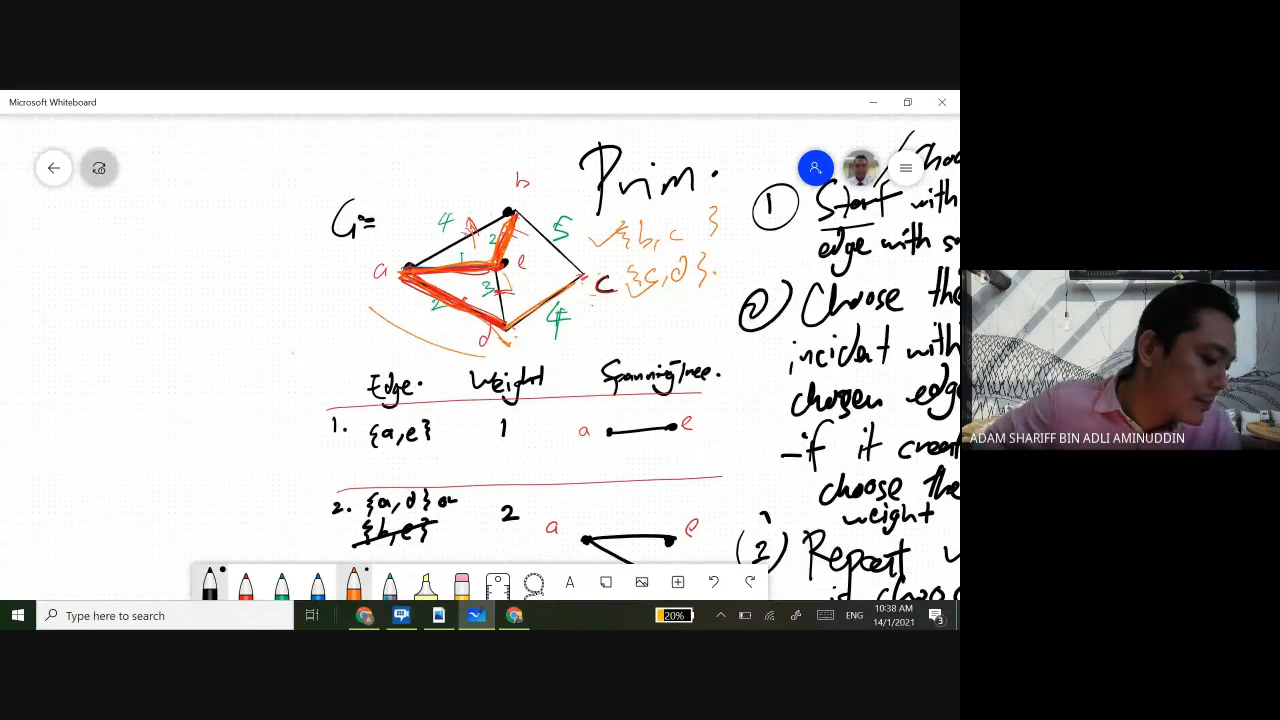 Microsoft Whiteboard
Prim.
G=
b
4
2
5
{b, c }
a
1
e
{c,d}.
c
2
3
d
4
Edge.
Weight
Spanning Tree.
1.
{a,e}
1
a
e
2.
{a,d} or
{b,e}
2
a
e
1
Start with
edge with
2) Choose the
incident with
chosen edge
- if it
choose the
weight
Repeat
Type here to search
20%
ENG
10:38 AM
14/1/2021
3
ADAM SHARIFF BIN ADLI AMINUDDIN